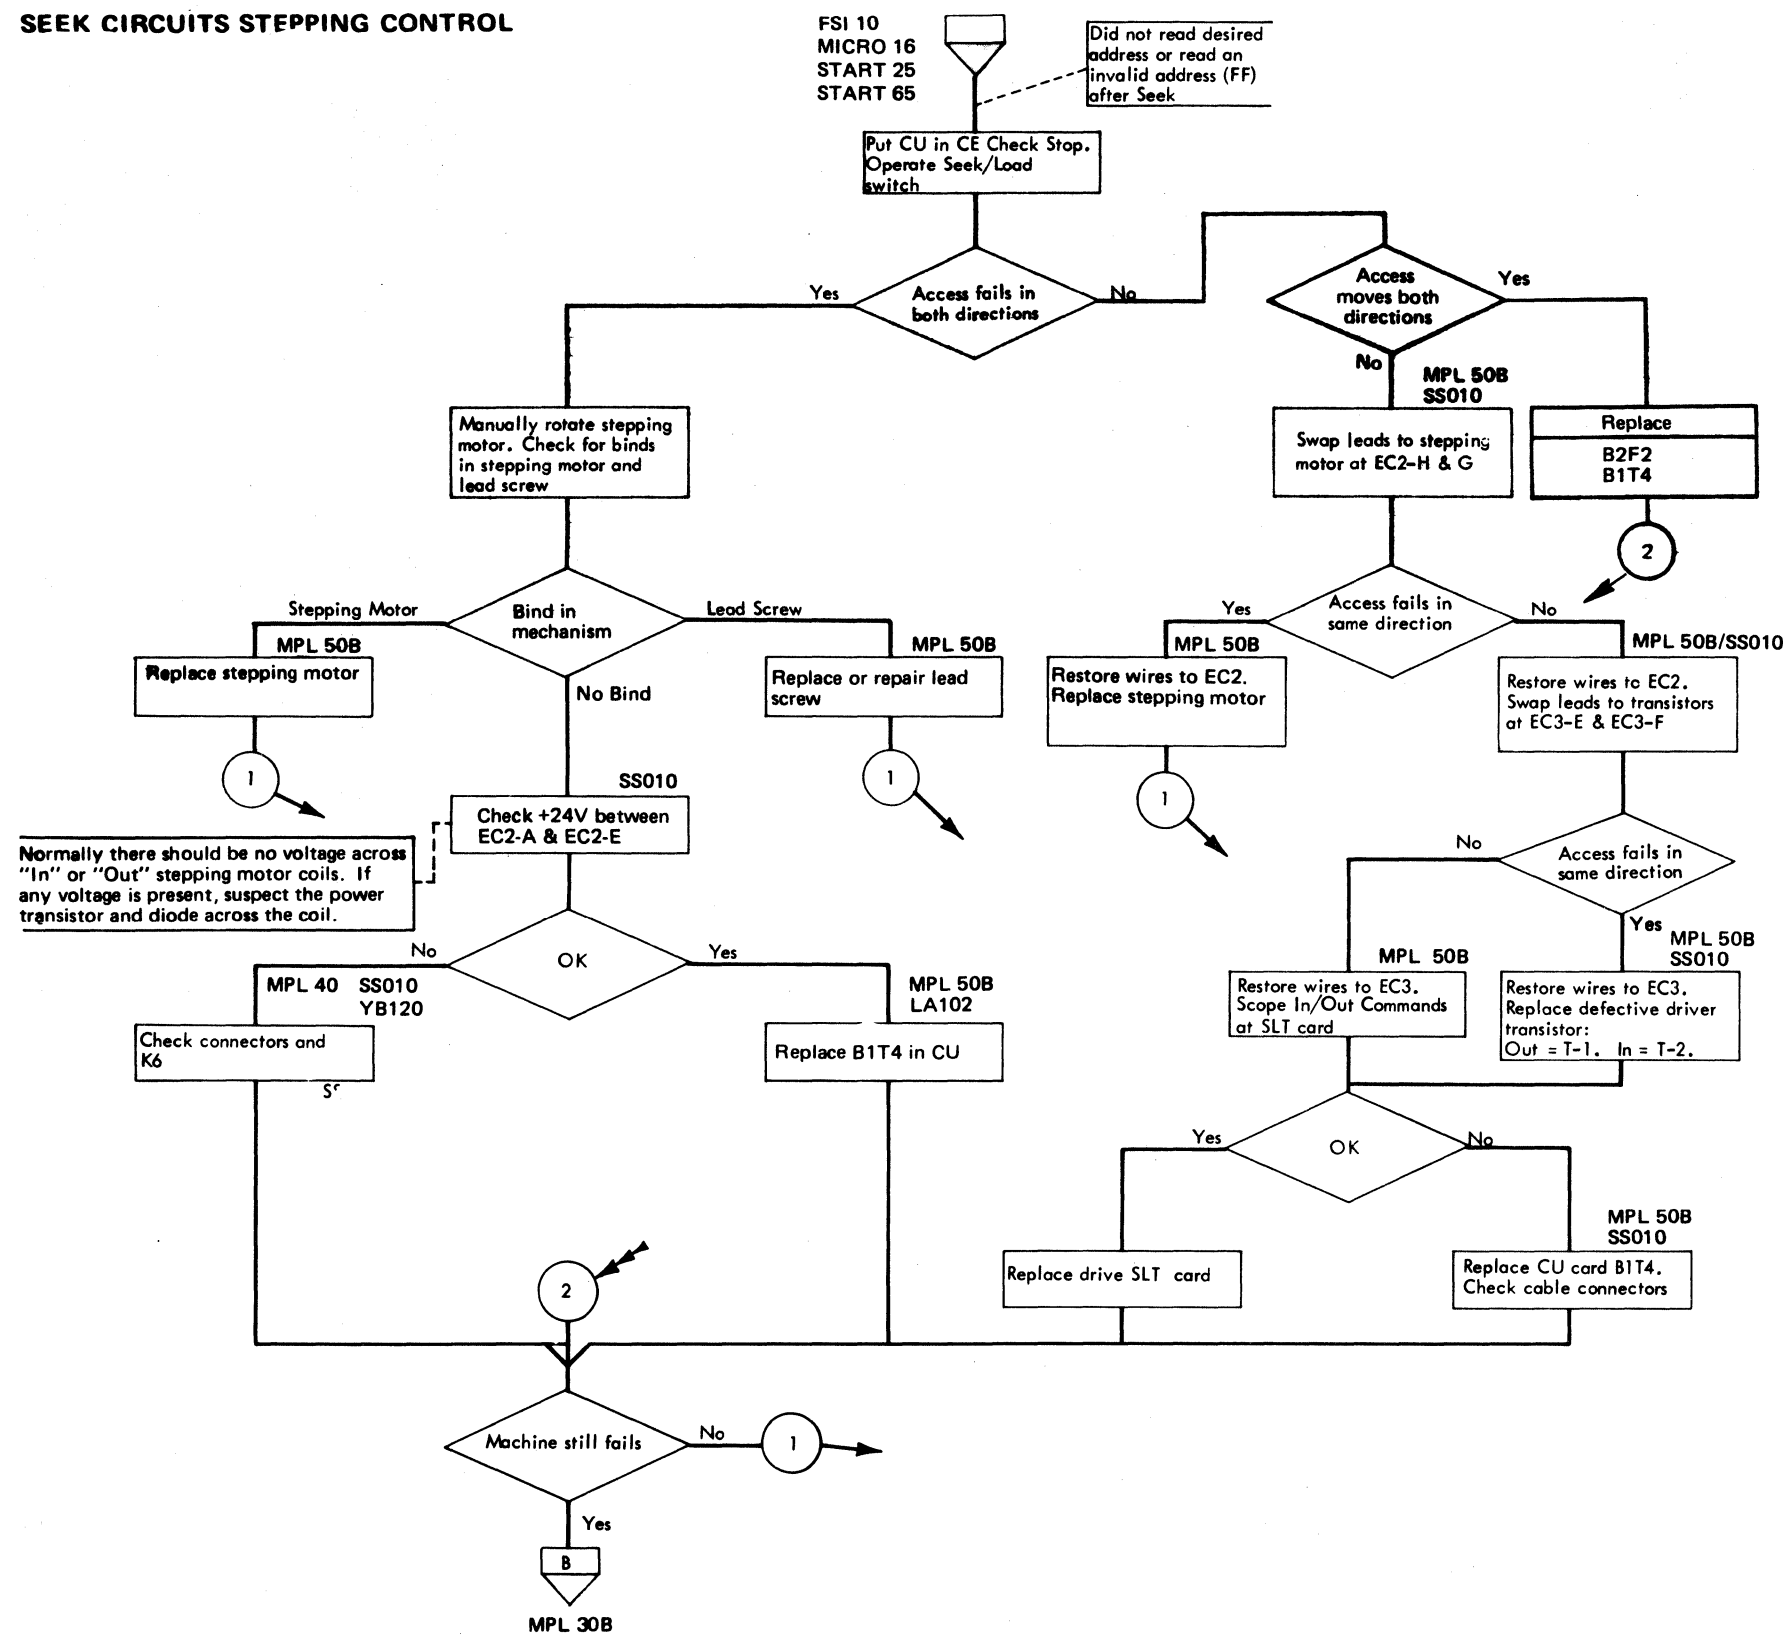 SEEK CIRCUITS STEPPING CONTROL
FSI 10
MICRO 16
START 25
START 65
Did not read desired
address or read an
invalid address (FF)
after Seek
Put CU in CE Check Stop.
Operate Seek/Load
switch
Yes
Access fails in
both directions
No
Access
moves both
directions
Yes
No
MPL 50B
SS010
Manually rotate stepping
motor. Check for binds
in stepping motor and
lead screw
Swap leads to stepping
motor at EC2-H & G
Replace
B2F2
B1T4
2
Stepping Motor
Bind in
mechanism
Lead Screw
Yes
Access fails in
same direction
No
MPL 50B
Replace stepping motor
No Bind
MPL 50B
Replace or repair lead
screw
MPL 50B
Restore wires to EC2.
Replace stepping motor
MPL 50B/SS010
Restore wires to EC2.
Swap leads to transistors
at EC3-E & EC3-F
1
1
1
SS010
Check +24V between
EC2-A & EC2-E
Normally there should be no voltage across
"In" or "Out" stepping motor coils. If
any voltage is present, suspect the power
transistor and diode across the coil.
No
Access fails in
same direction
Yes
No
OK
Yes
MPL 40 SS010
YB120
MPL 50B
LA102
MPL 50B
MPL 50B
SS010
Check connectors and
K6
Replace B1T4 in CU
Restore wires to EC3.
Scope In/Out Commands
at SLT card
Restore wires to EC3.
Replace defective driver
transistor:
Out = T-1. In = T-2.
Yes
OK
No
MPL 50B
SS010
2
Replace drive SLT card
Replace CU card B1T4.
Check cable connectors
Machine still fails
No
1
Yes
B
MPL 30B